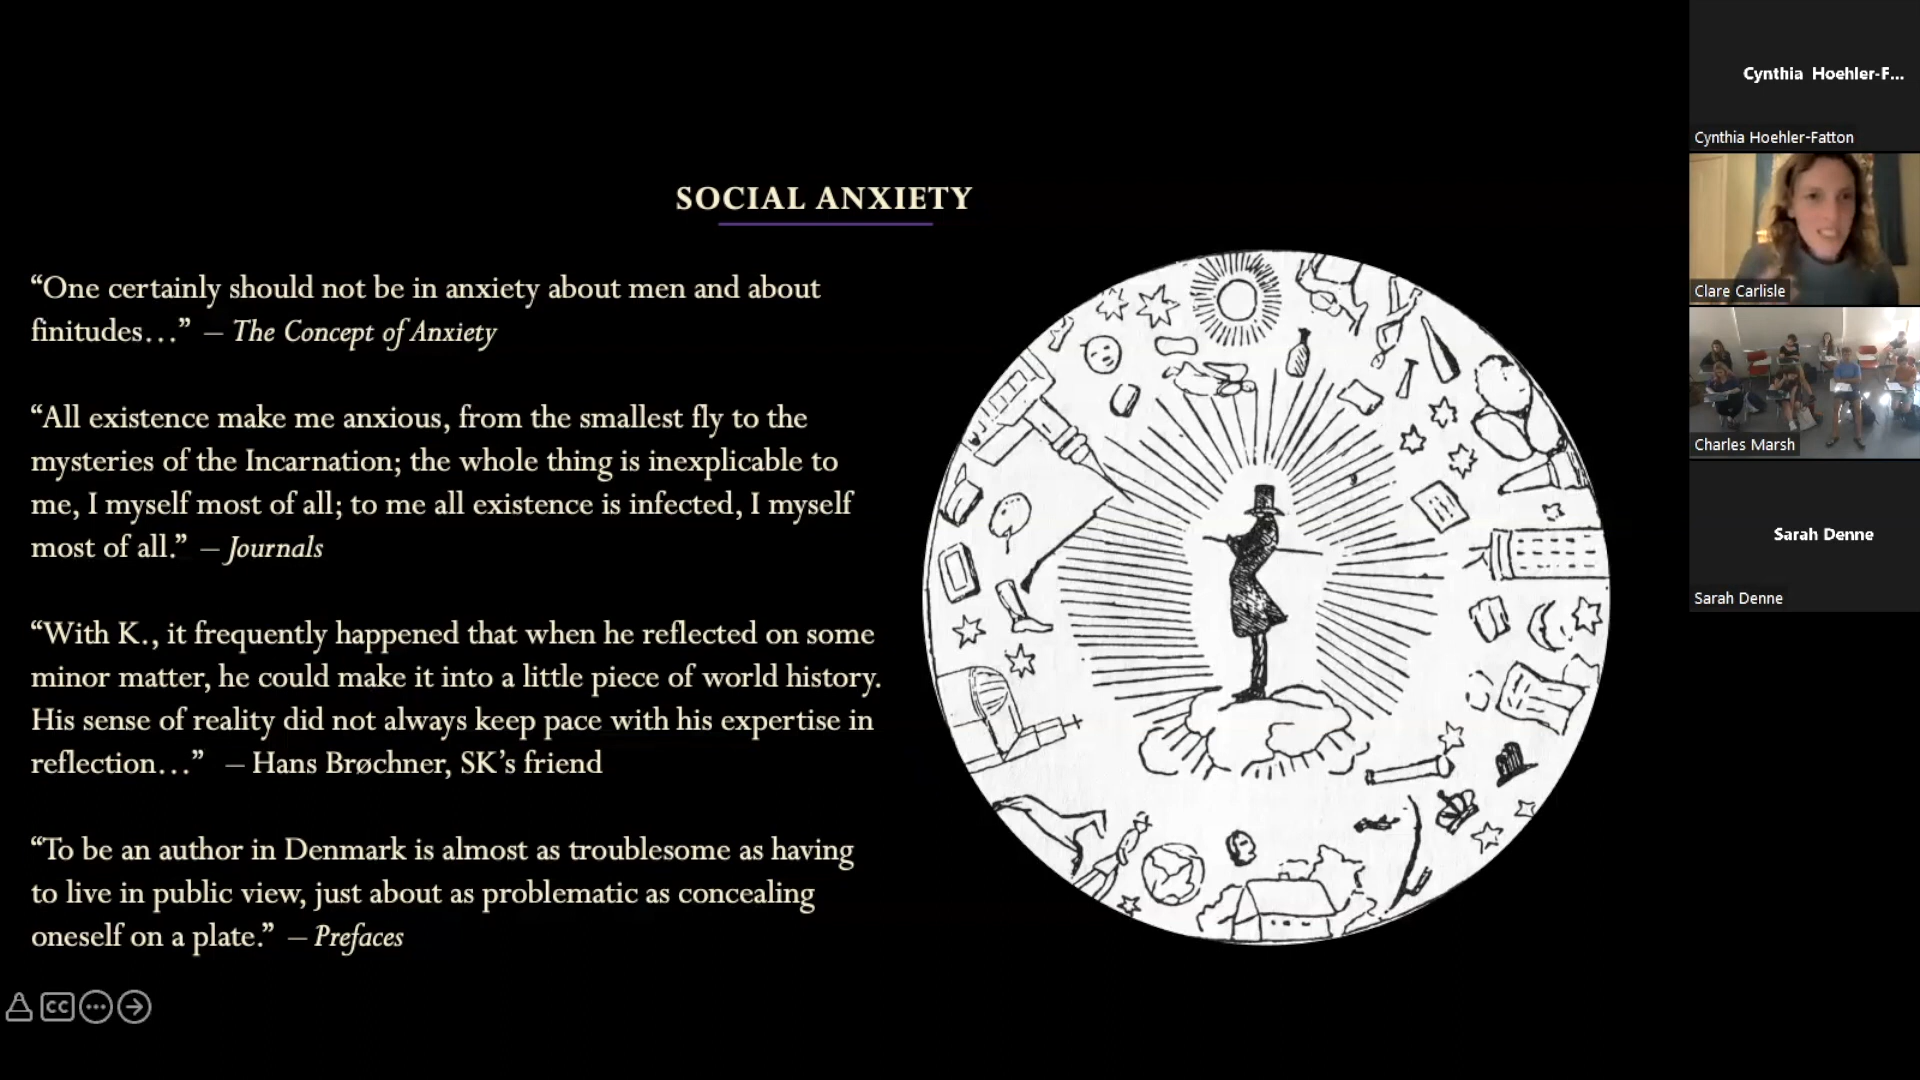 SOCIAL ANXIETY
“One certainly should not be in anxiety about men and about
finitudes…” – The Concept of Anxiety
“All existence make me anxious, from the smallest fly to the
mysteries of the Incarnation; the whole thing is inexplicable to
me, I myself most of all; to me all existence is infected, I myself
most of all.” – Journals
“With K., it frequently happened that when he reflected on some
minor matter, he could make it into a little piece of world history.
His sense of reality did not always keep pace with his expertise in
reflection…” – Hans Brøchner, SK’s friend
“To be an author in Denmark is almost as troublesome as having
to live in public view, just about as problematic as concealing
oneself on a plate.” – Prefaces
CC
Cynthia Hoehler-F...
Cynthia Hoehler-Fatton
Clare Carlisle
Charles Marsh
Sarah Denne
Sarah Denne